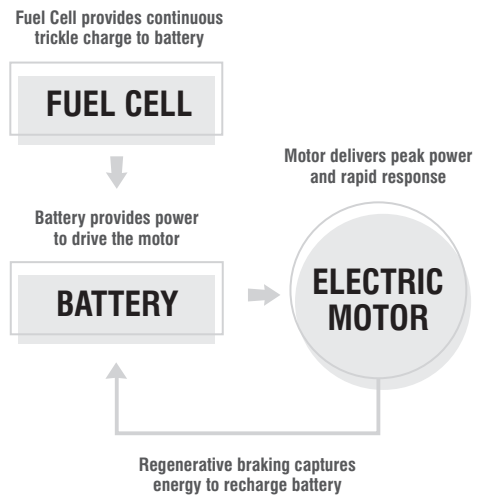 Fuel Cell provides continuous
trickle charge to battery
FUEL CELL
Motor delivers peak power
and rapid response
Battery provides power
to drive the motor
BATTERY
ELECTRIC
MOTOR
Regenerative braking captures
energy to recharge battery